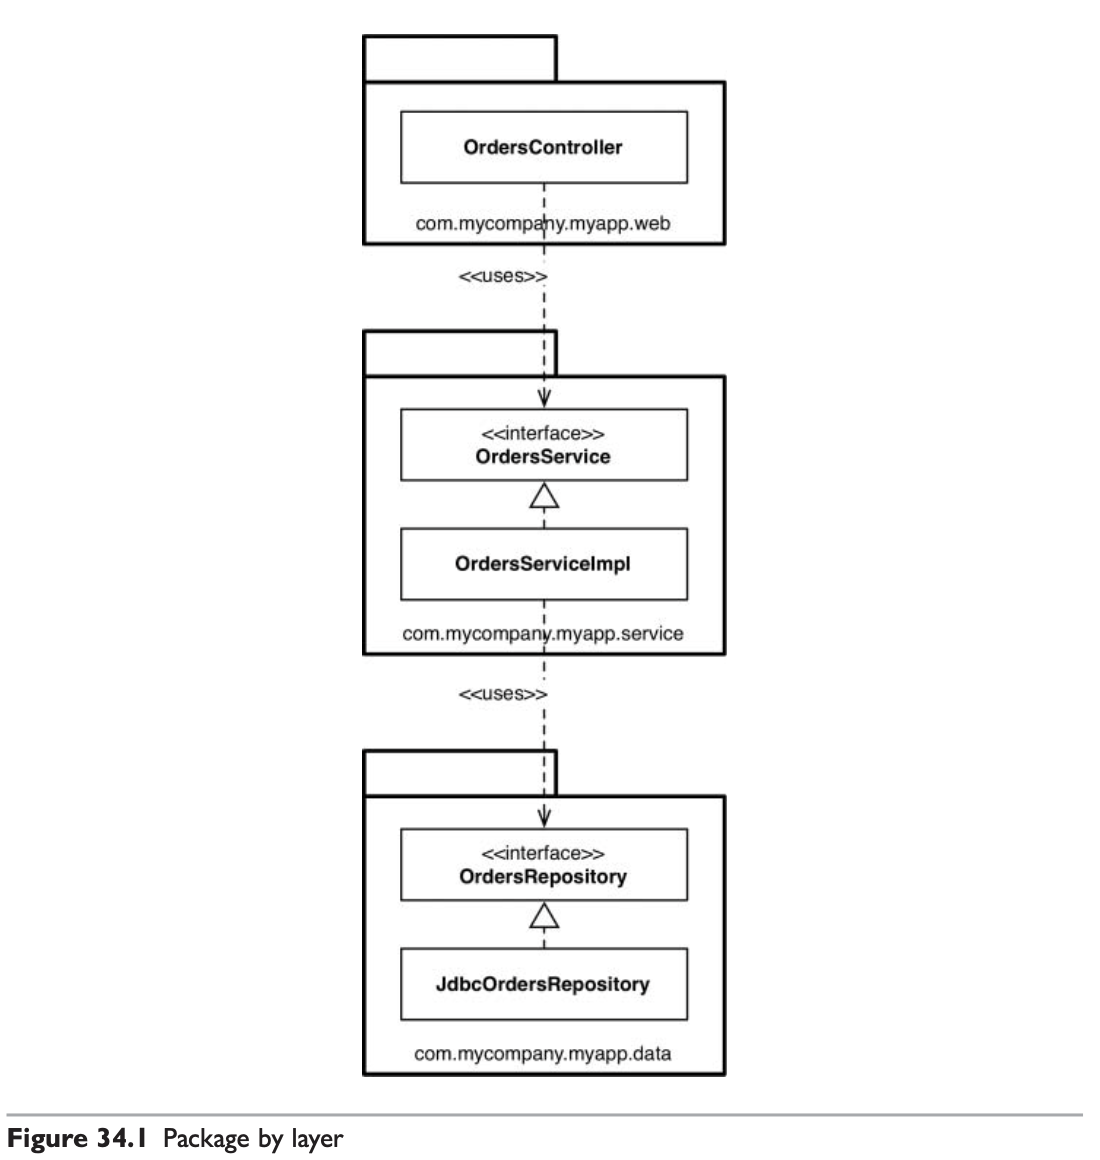 OrdersController
com.mycompany.myapp.web
<<uses>>
<<interface>>
OrdersService
OrdersServiceImpl
com.mycompany.myapp.service
<<uses>>
<<interface>>
OrdersRepository
JdbcOrdersRepository
com.mycompany.myapp.data
Figure 34.1 Package by layer